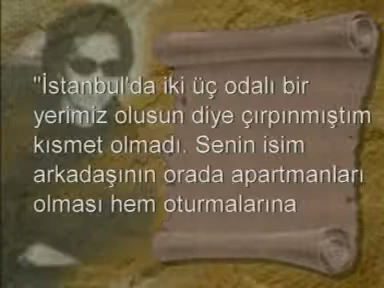 "İstanbul'da iki üç odalı bir
yerimiz olusun diye çırpınmıştım
kısmet olmadı. Senin isim
arkadaşının orada apartmanları
olması hem oturmalarına